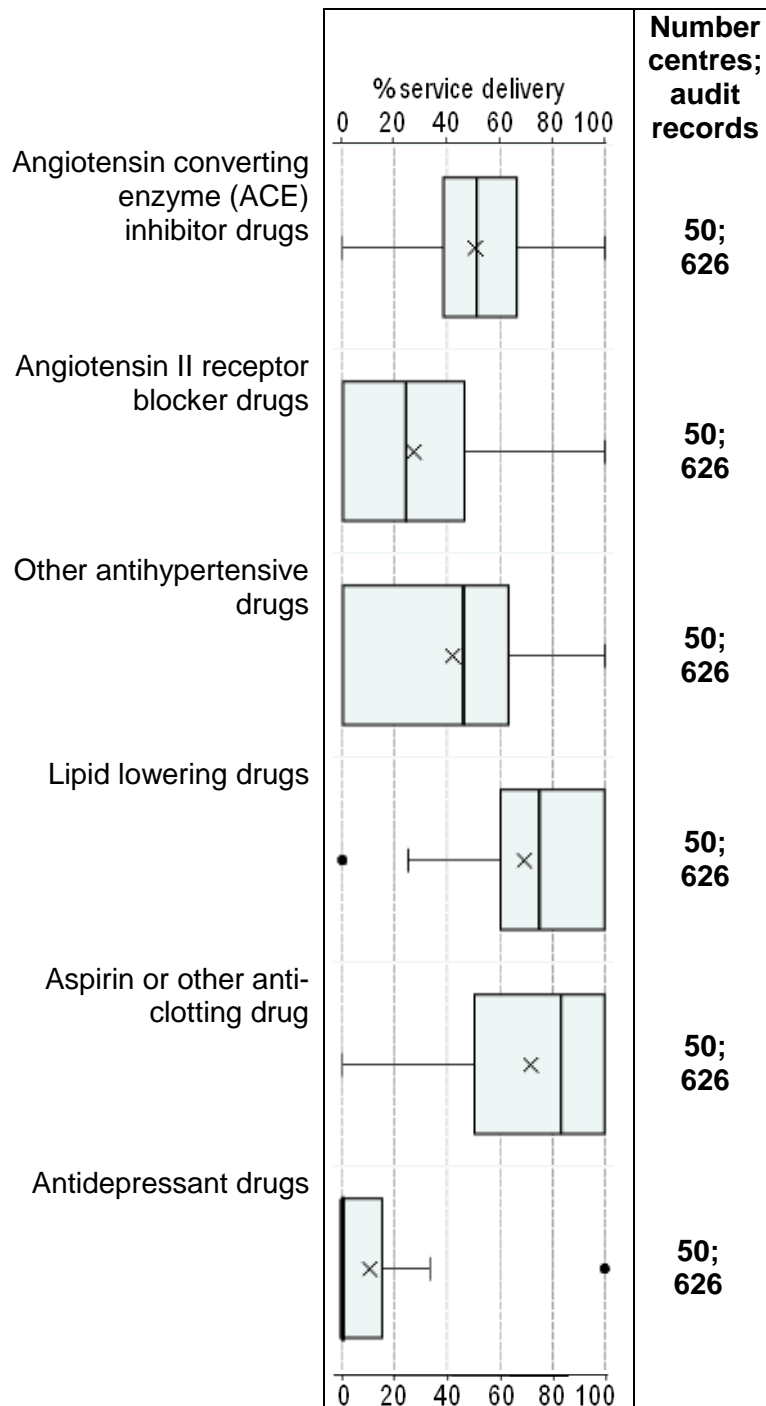 Number
centres;
audit
records
% service delivery
0 20 40 60 80 100
Angiotensin converting
enzyme (ACE)
inhibitor drugs
50;
626
Angiotensin II receptor
blocker drugs
50;
626
Other antihypertensive
drugs
50;
626
Lipid lowering drugs
50;
626
Aspirin or other anti-
clotting drug
50;
626
Antidepressant drugs
50;
626
0 20 40 60 80 100